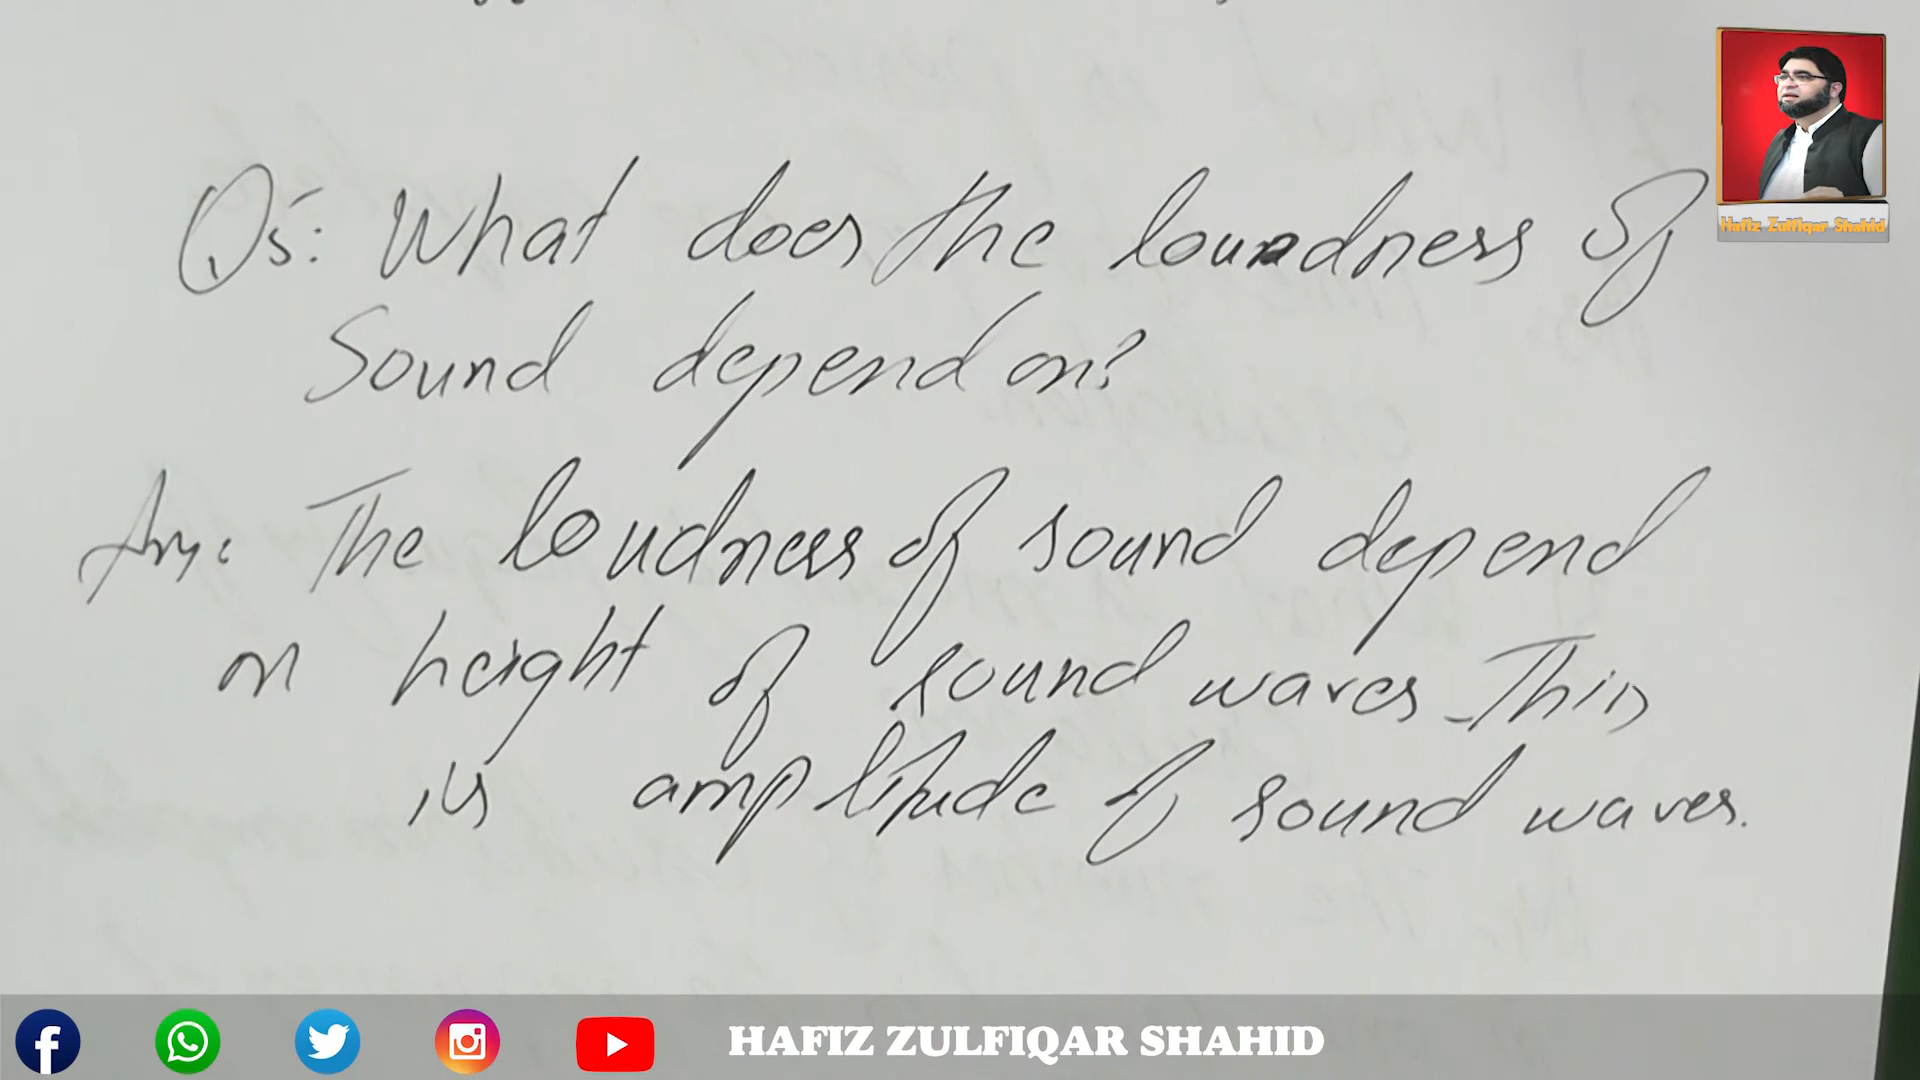 Hafiz Zulfiqar Shahid
Q5: What does the loudness of
Sound depend on?
Ans: The loudness of sound depend
on height of sound waves. This
is amplitude of sound waves.
HAFIZ ZULFIQAR SHAHID